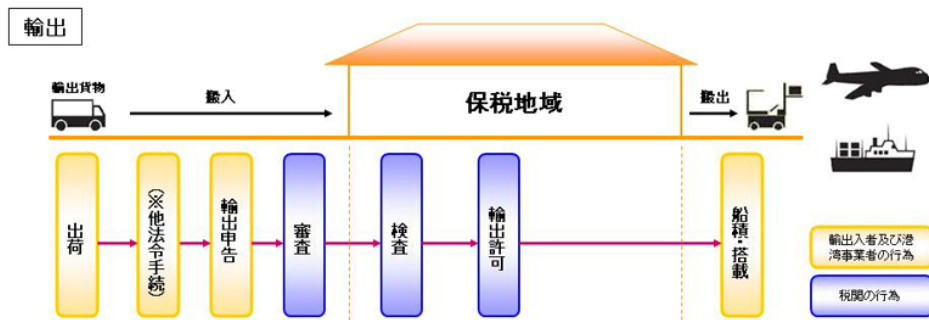 輸出
輸出貨物
搬入
保税地域
搬出
出荷
(※他法令手続)
輸出申告
審査
検査
輸出許可
船積・搭載
輸出入者及び港
湾事業者の行為
税関の行為